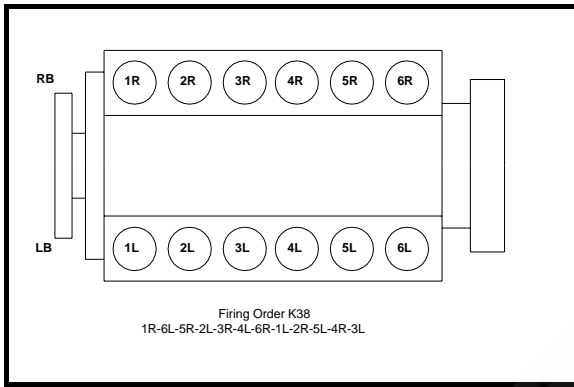 RB
1R 2R 3R 4R 5R 6R
LB
1L 2L 3L 4L 5L 6L
Firing Order K38
1R-6L-5R-2L-3R-4L-6R-1L-2R-5L-4R-3L